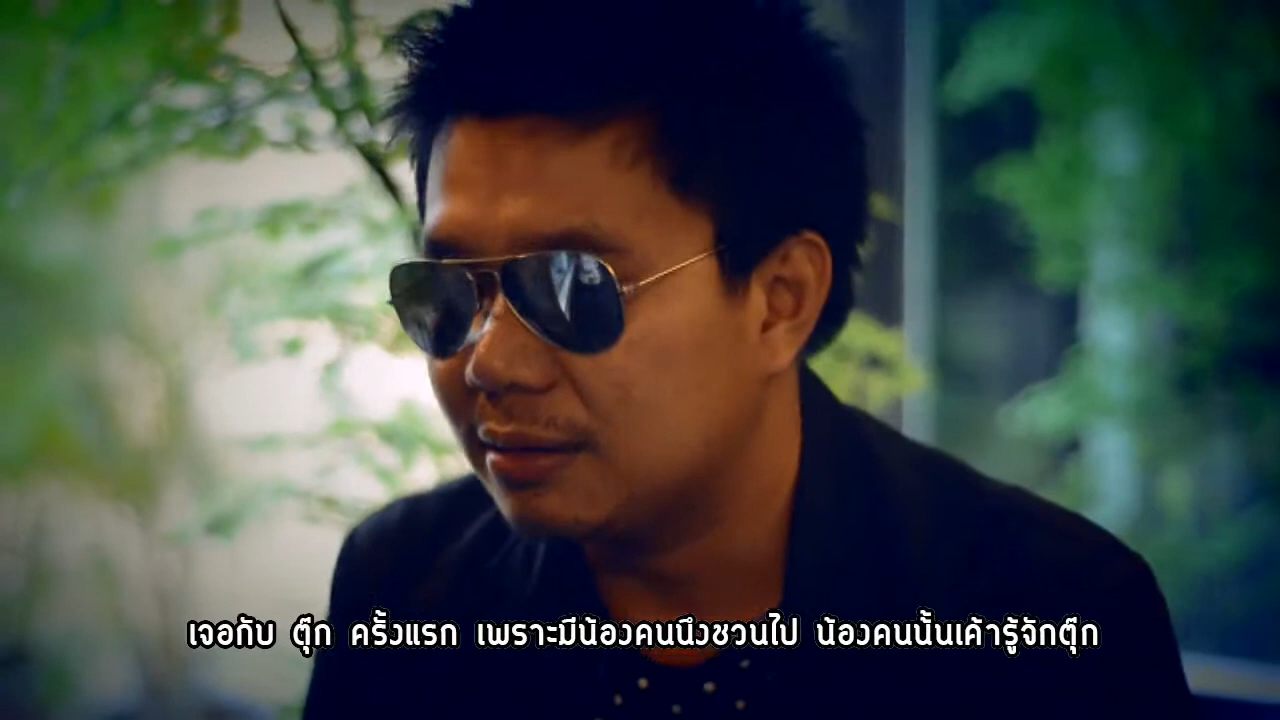 เจอกับ ตุ๊ก ครั้งแรก เพราะมีน้องคนนึงชวนไป น้องคนนั้นเค้ารู้จักตุ๊ก